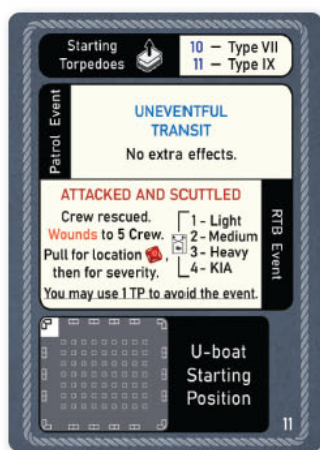 Starting
Torpedoes
10 – Type VII
11 – Type IX
Patrol Event
UNEVENTFUL
TRANSIT
No extra effects.
ATTACKED AND SCUTTLED
Crew rescued.
Wounds to 5 Crew.
Pull for location ,
then for severity.
1 - Light
2 - Medium
3 - Heavy
4 - KIA
You may use 1 TP to avoid the event.
RTB Event
U-boat
Starting
Position
11